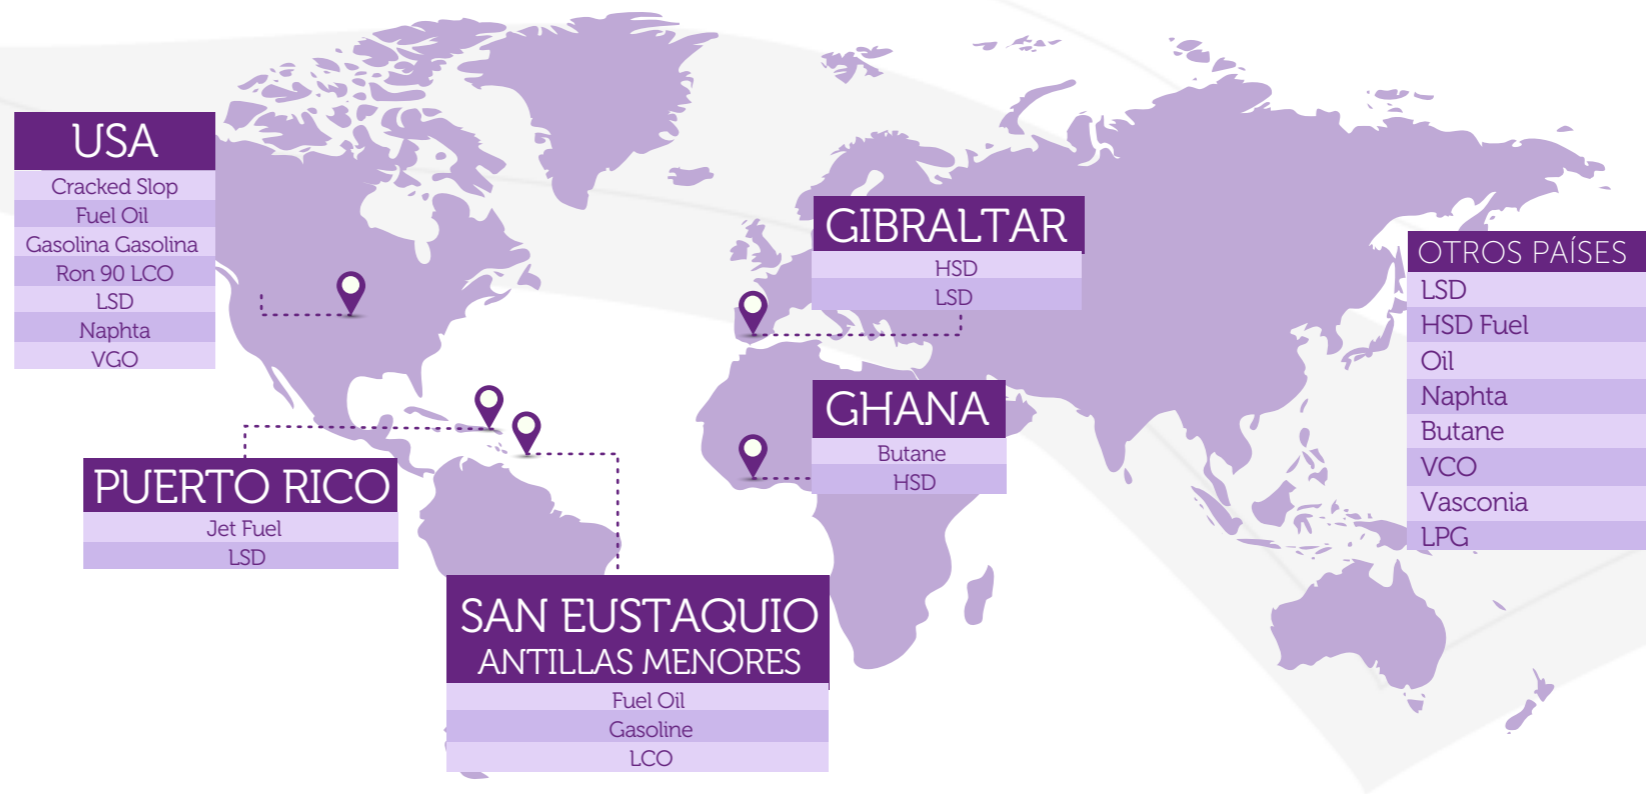 USA
Cracked Slop
Fuel Oil
Gasolina Gasolina
Ron 90 LCO
LSD
Naphta
VGO
PUERTO RICO
Jet Fuel
LSD
SAN EUSTAQUIO
ANTILLAS MENORES
Fuel Oil
Gasoline
LCO
GIBRALTAR
HSD
LSD
GHANA
Butane
HSD
OTROS PAÍSES
LSD
HSD Fuel
Oil
Naphta
Butane
VCO
Vasconia
LPG